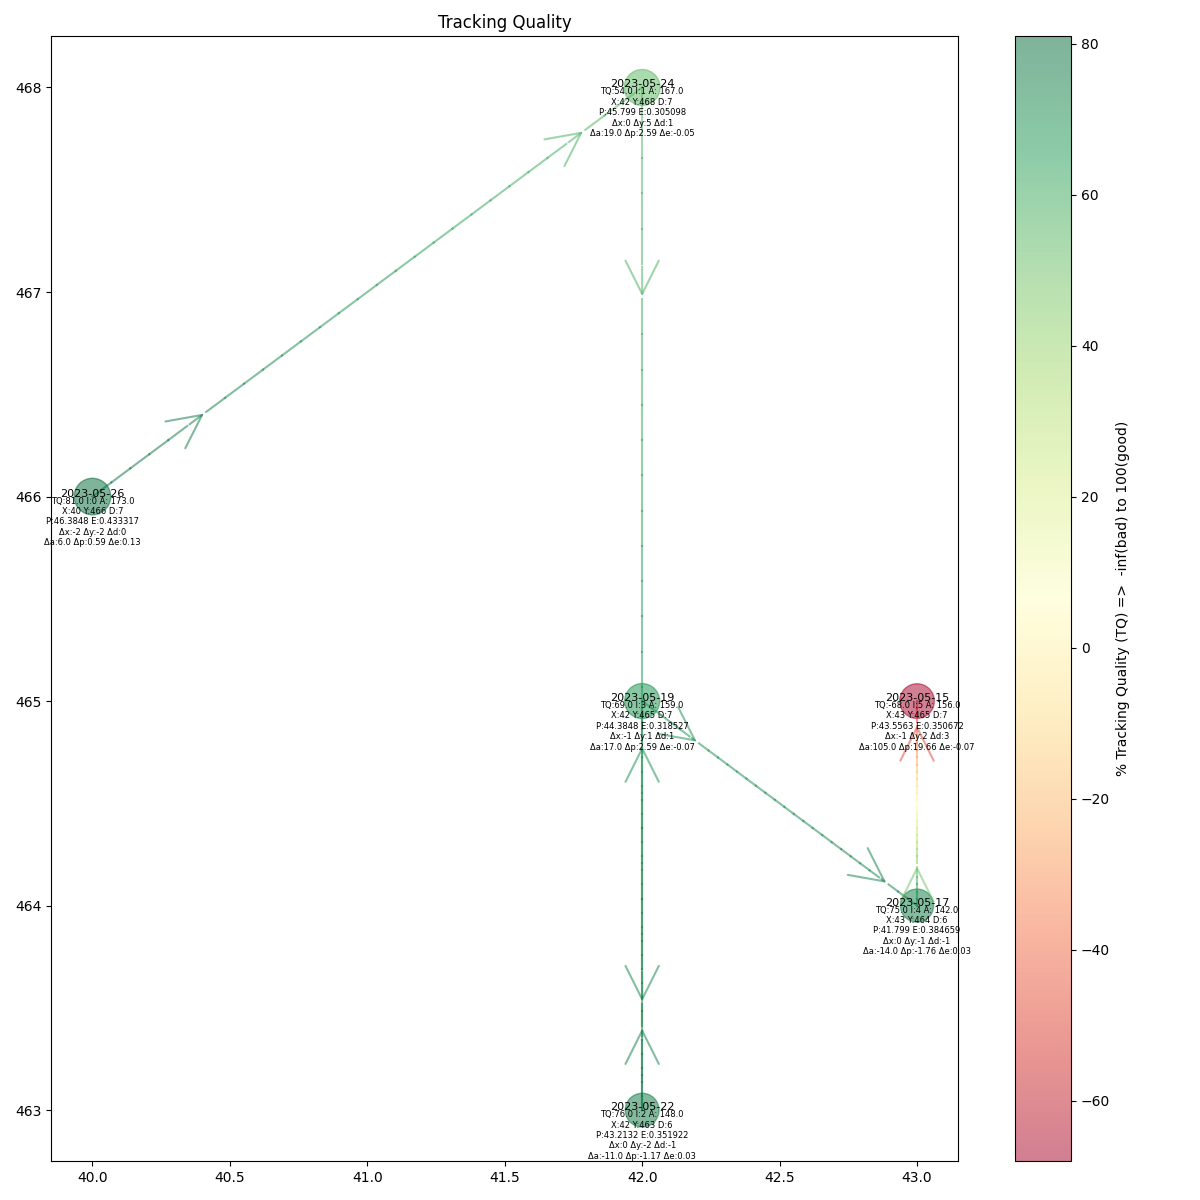 Tracking Quality
468
467
466
465
464
463
40.0
40.5
41.0
41.5
42.0
42.5
43.0
2023-05-24
TQ:54.0 I:1 A: 167.0
X:42 Y:468 D:7
P:45.799 E:0.305098
Δx:0 Δy:5 Δd:1
Δa:19.0 Δp:2.59 Δe:-0.05
2023-05-26
TQ:81.0 I:0 A: 173.0
X:40 Y:466 D:7
P:46.3848 E:0.433317
Δx:-2 Δy:-2 Δd:0
Δa:6.0 Δp:0.59 Δe:0.13
2023-05-19
TQ:69.0 I:3 A: 159.0
X:42 Y:465 D:7
P:44.3848 E:0.318527
Δx:-1 Δy:1 Δd:1
Δa:17.0 Δp:2.59 Δe:-0.07
2023-05-15
TQ:-68.0 I:5 A: 156.0
X:43 Y:465 D:7
P:43.5563 E:0.350672
Δx:-1 Δy:2 Δd:3
Δa:105.0 Δp:19.66 Δe:-0.07
2023-05-17
TQ:75.0 I:4 A: 142.0
X:43 Y:464 D:6
P:41.799 E:0.384659
Δx:0 Δy:-1 Δd:-1
Δa:-14.0 Δp:-1.76 Δe:0.03
2023-05-22
TQ:76.0 I:2 A: 148.0
X:42 Y:463 D:6
P:43.2132 E:0.351922
Δx:0 Δy:-2 Δd:-1
Δa:-11.0 Δp:-1.17 Δe:0.03
80
60
40
20
0
−20
−40
−60
% Tracking Quality (TQ) => -inf(bad) to 100(good)